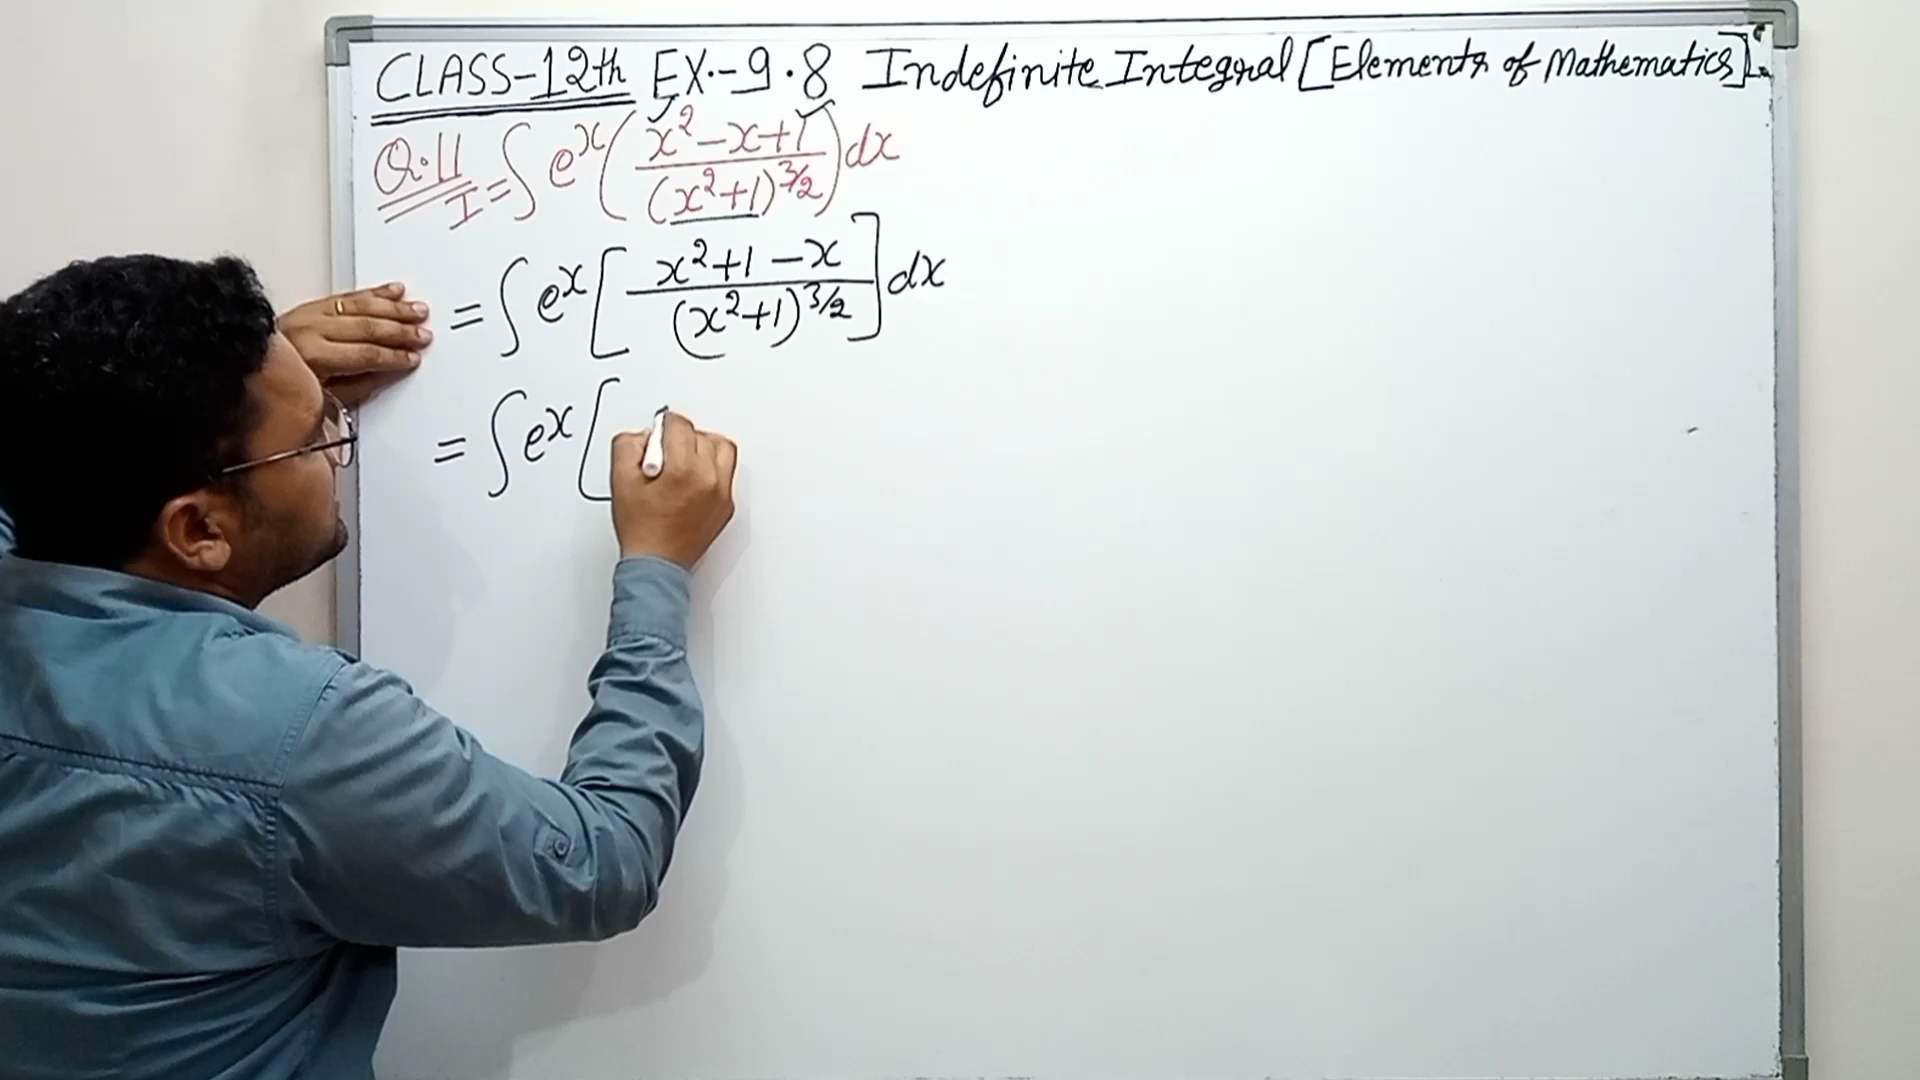 CLASS-12th EX.-9.8 Indefinite Integral [Elements of Mathematics].
Q.11 I = ∫ e^x ( (x^2 - x + 1) / (x^2+1)^{3/2} ) dx
= ∫ e^x [ (x^2+1 - x) / (x^2+1)^{3/2} ] dx
= ∫ e^x [